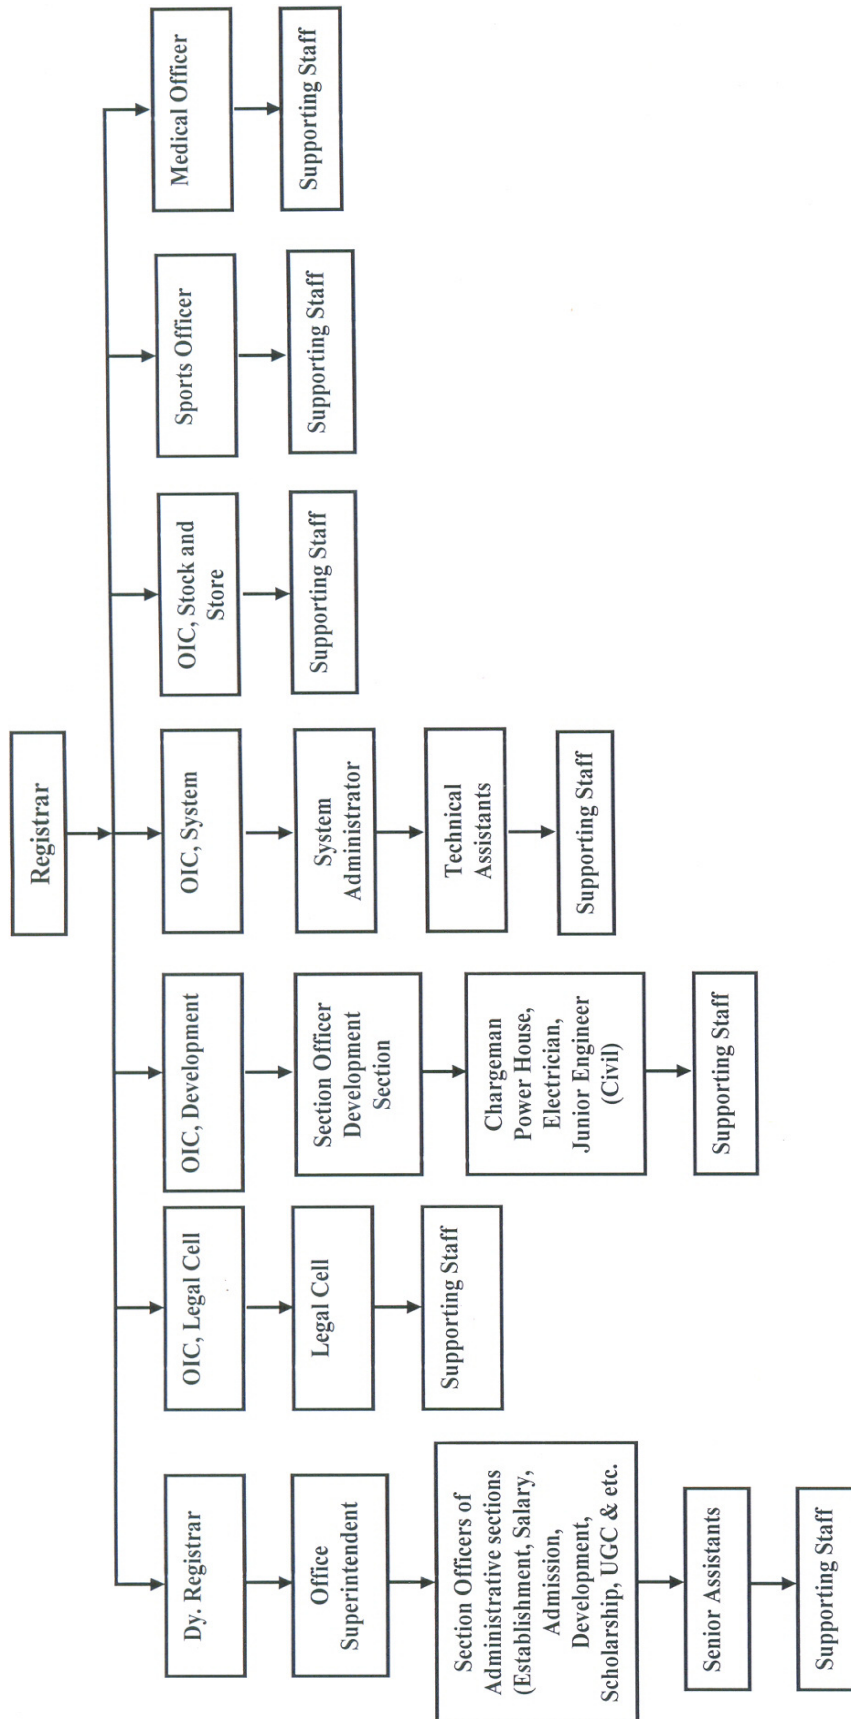 Registrar
Dy. Registrar
OIC, Legal Cell
OIC, Development
OIC, System
OIC, Stock and
Store
Sports Officer
Medical Officer
Office
Superintendent
Legal Cell
Section Officer
Development
Section
System
Administrator
Supporting Staff
Supporting Staff
Supporting Staff
Section Officers of
Administrative sections
(Establishment, Salary,
Admission,
Development,
Scholarship, UGC & etc.
Supporting Staff
Chargeman
Power House,
Electrician,
Junior Engineer
(Civil)
Technical
Assistants
Senior Assistants
Supporting Staff
Supporting Staff
Supporting Staff